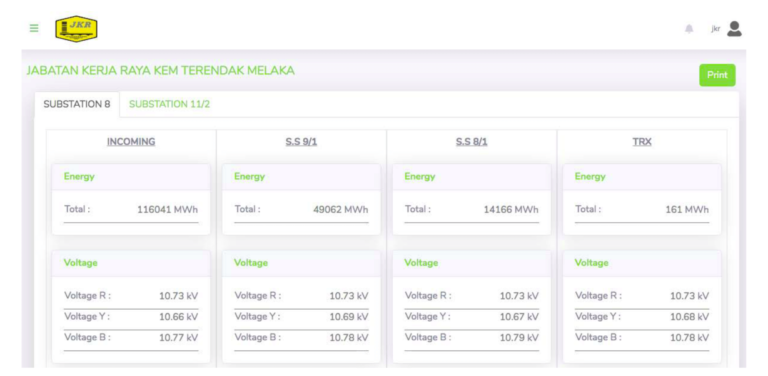 JKR
jkr
JABATAN KERJA RAYA KEM TERENDAK MELAKA
Print
SUBSTATION 8 SUBSTATION 11/2
INCOMING S.S 9/1 S.S 8/1 TRX
Energy Energy Energy Energy
Total : 116041 MWh Total : 49062 MWh Total : 14166 MWh Total : 161 MWh
Voltage Voltage Voltage Voltage
Voltage R : 10.73 kV Voltage R : 10.73 kV Voltage R : 10.73 kV Voltage R : 10.73 kV
Voltage Y : 10.66 kV Voltage Y : 10.69 kV Voltage Y : 10.67 kV Voltage Y : 10.68 kV
Voltage B : 10.77 kV Voltage B : 10.78 kV Voltage B : 10.79 kV Voltage B : 10.78 kV